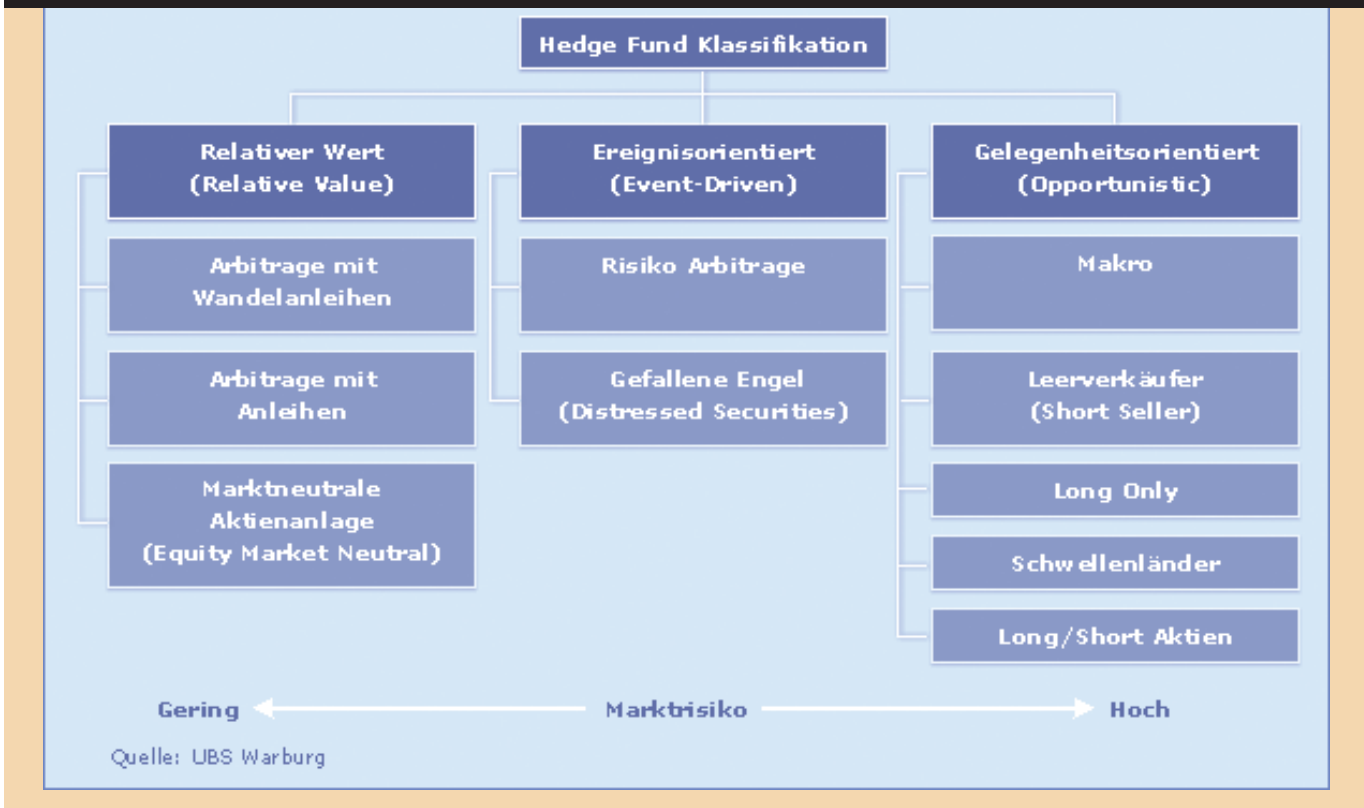 Hedge Fund Klassifikation
Relativer Wert
(Relative Value)
Arbitrage mit
Wandelanleihen
Arbitrage mit
Anleihen
Marktneutrale
Aktienanlage
(Equity Market Neutral)
Ereignisorientiert
(Event-Driven)
Risiko Arbitrage
Gefallene Engel
(Distressed Securities)
Gelegenheitsorientiert
(Opportunistic)
Makro
Leerverkäufer
(Short Seller)
Long Only
Schwellenländer
Long/Short Aktien
Gering Marktrisiko Hoch
Quelle: UBS Warburg